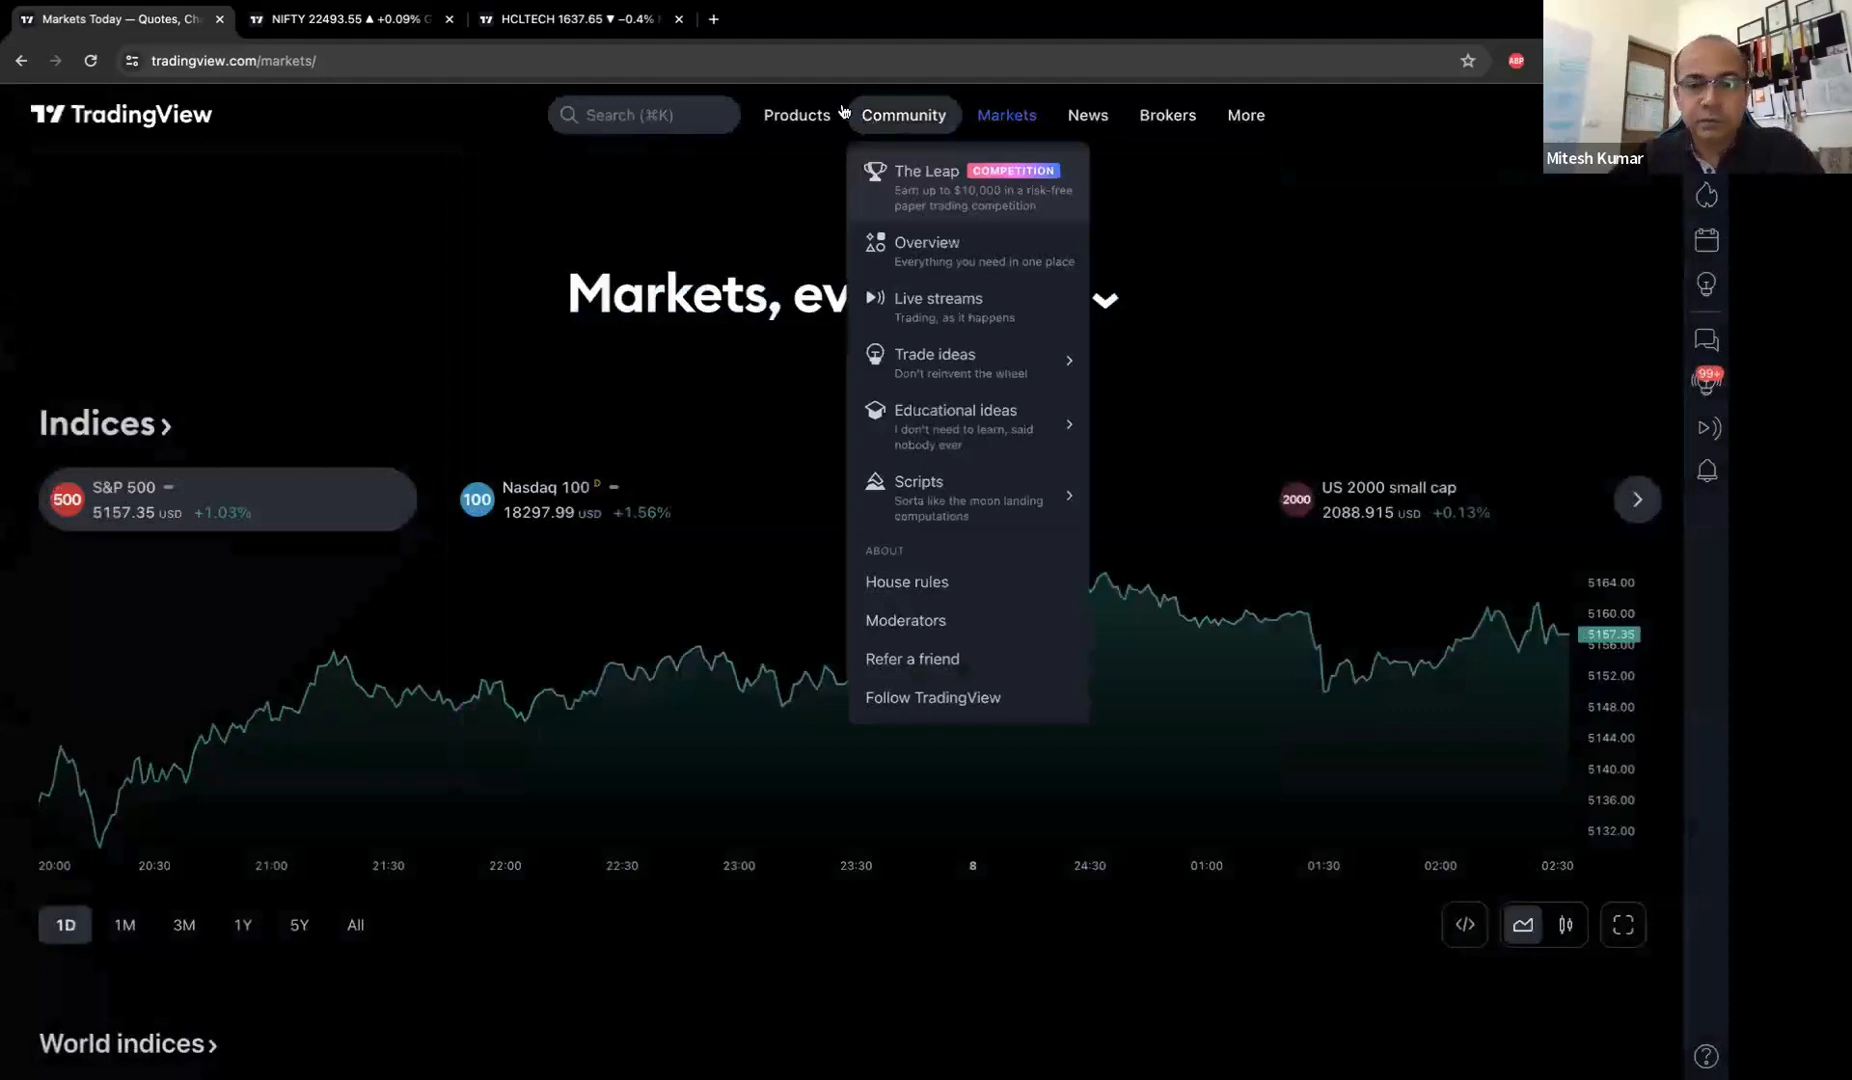 Markets Today — Quotes, Ch
NIFTY 22493.55 ▲ +0.09%
HCLTECH 1637.65 ▼ −0.4%
tradingview.com/markets/
ABP
TradingView
Search (⌘K)
Products
Community
Markets
News
Brokers
More
Mitesh Kumar
The Leap COMPETITION
Earn up to $10,000 in a risk-free
paper trading competition
Overview
Everything you need in one place
Live streams
Trading, as it happens
Trade ideas
Don't reinvent the wheel
Educational ideas
I don't need to learn, said
nobody ever
Scripts
Sorta like the moon landing
computations
ABOUT
House rules
Moderators
Refer a friend
Follow TradingView
Markets, ev
99+
Indices
500
S&P 500
5157.35 USD +1.03%
100
Nasdaq 100 D
18297.99 USD +1.56%
2000
US 2000 small cap
2088.915 USD +0.13%
5164.00
5160.00
5157.35
5156.00
5152.00
5148.00
5144.00
5140.00
5136.00
5132.00
20:00 20:30 21:00 21:30 22:00 22:30 23:00 23:30 8 24:30 01:00 01:30 02:00 02:30
1D 1M 3M 1Y 5Y All
World indices